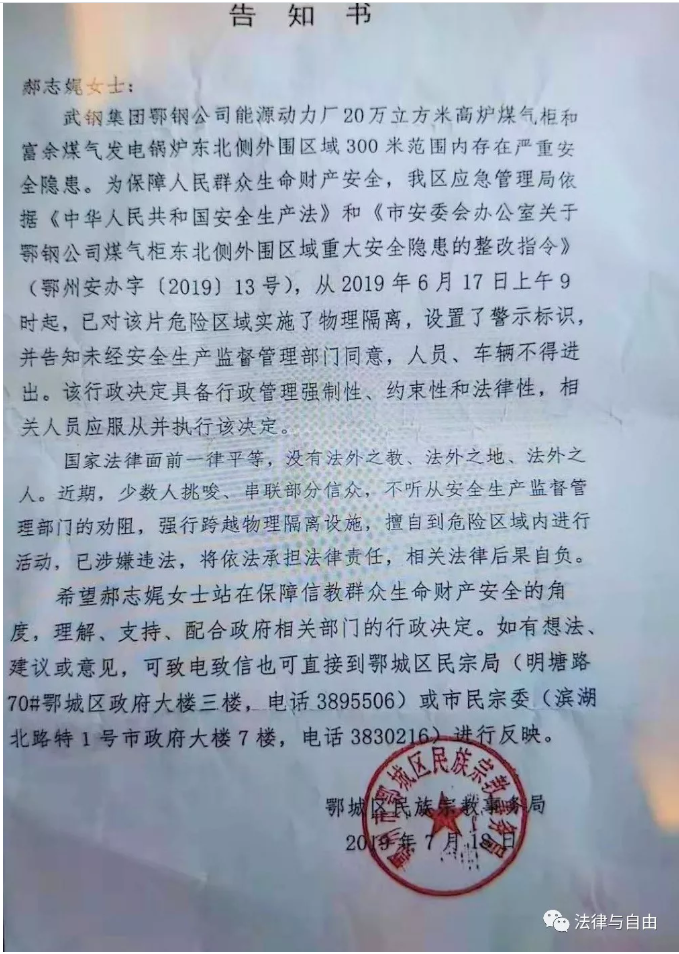 告 知 书
郝志娓女士：
武钢集团鄂钢公司能源动力厂20万立方米高炉煤气柜和
富余煤气发电锅炉东北侧外围区域300米范围内存在严重安
全隐患。为保障人民群众生命财产安全，我区应急管理局依
据《中华人民共和国安全生产法》和《市安委会办公室关于
鄂钢公司煤气柜东北侧外围区域重大安全隐患的整改指令》
（鄂州安办字〔2019〕13号），从2019年6月17日上午9
时起，已对该片危险区域实施了物理隔离，设置了警示标识，
并告知未经安全生产监督管理部门同意，人员、车辆不得进
出。该行政决定具备行政管理强制性、约束性和法律性，相
关人员应服从并执行该决定。
国家法律面前一律平等，没有法外之教、法外之地、法外之
人。近期，少数人挑唆、串联部分信众，不听从安全生产监督管
理部门的劝阻，强行跨越物理隔离设施，擅自到危险区域内进行
活动，已涉嫌违法，将依法承担法律责任，相关法律后果自负。
希望郝志娓女士站在保障信教群众生命财产安全的角
度，理解、支持、配合政府相关部门的行政决定。如有想法、
建议或意见，可致电致信也可直接到鄂城区民宗局（明塘路
70#鄂城区政府大楼三楼，电话3895506）或市民宗委（滨湖
北路特1号市政府大楼7楼，电话3830216）进行反映。
鄂城区民族宗教事务局
2019年7月18日
鄂州市鄂城区民族宗教事务局
法律与自由